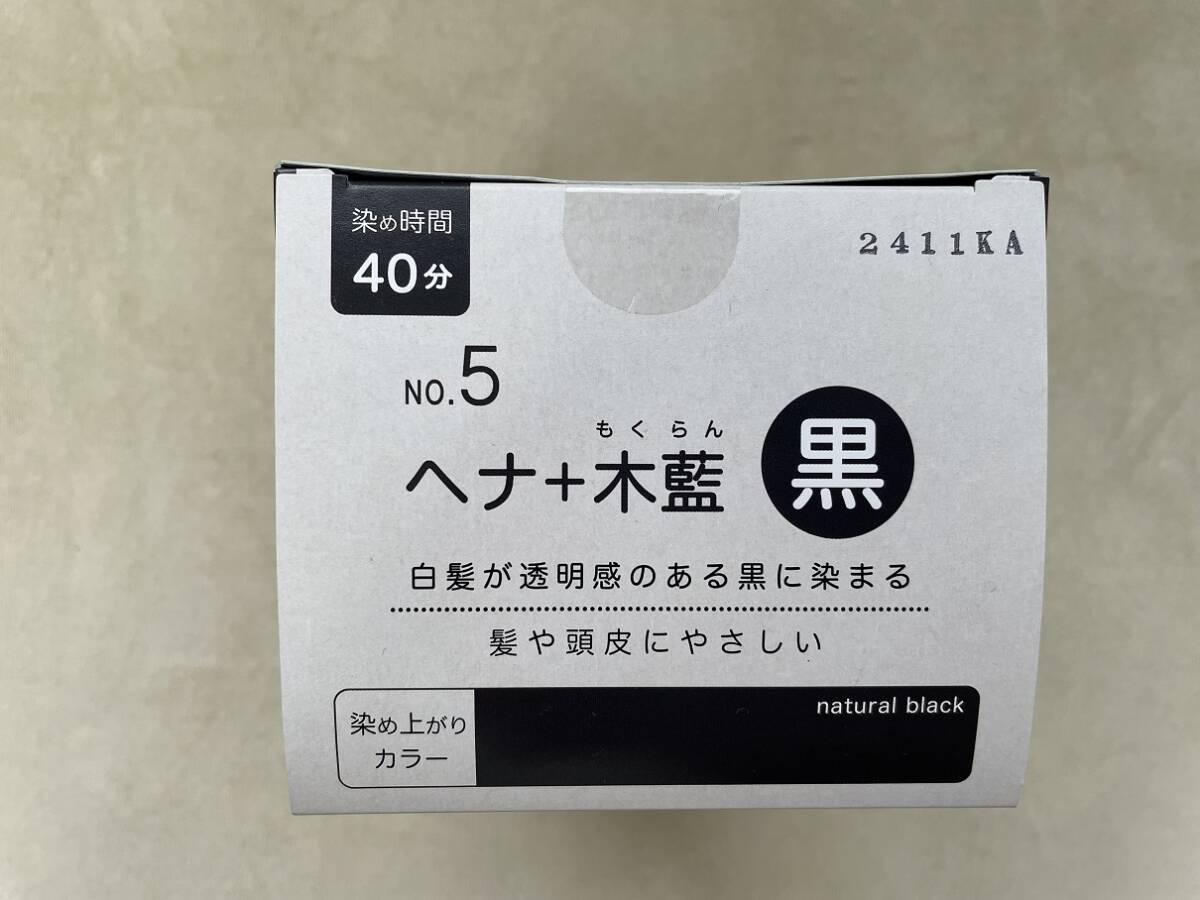 染め時間
40分
2411KA
NO.5
もくらん
ヘナ+木藍
黒
白髪が透明感のある黒に染まる
髪や頭皮にやさしい
染め上がり
カラー
natural black